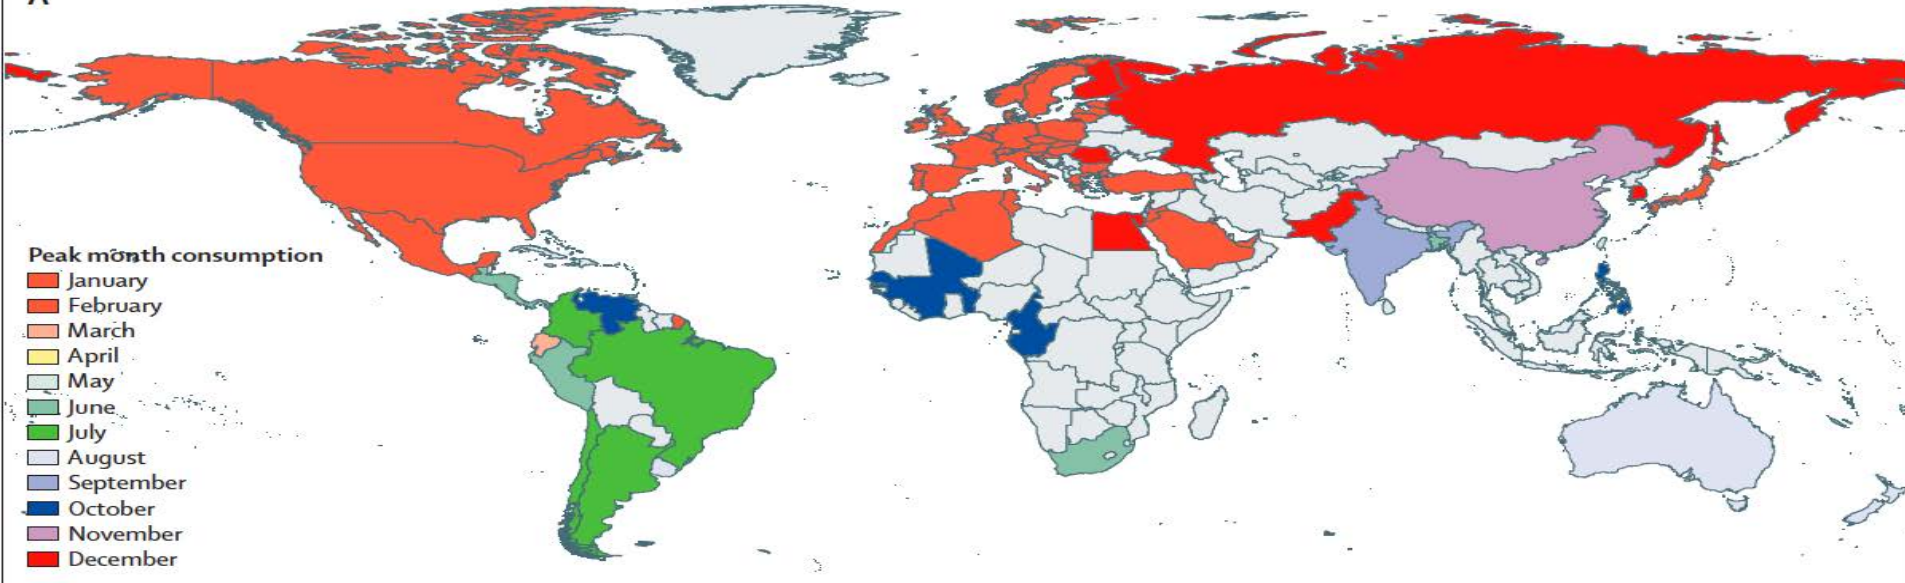 A
Peak month consumption
January
February
March
April
May
June
July
August
September
October
November
December